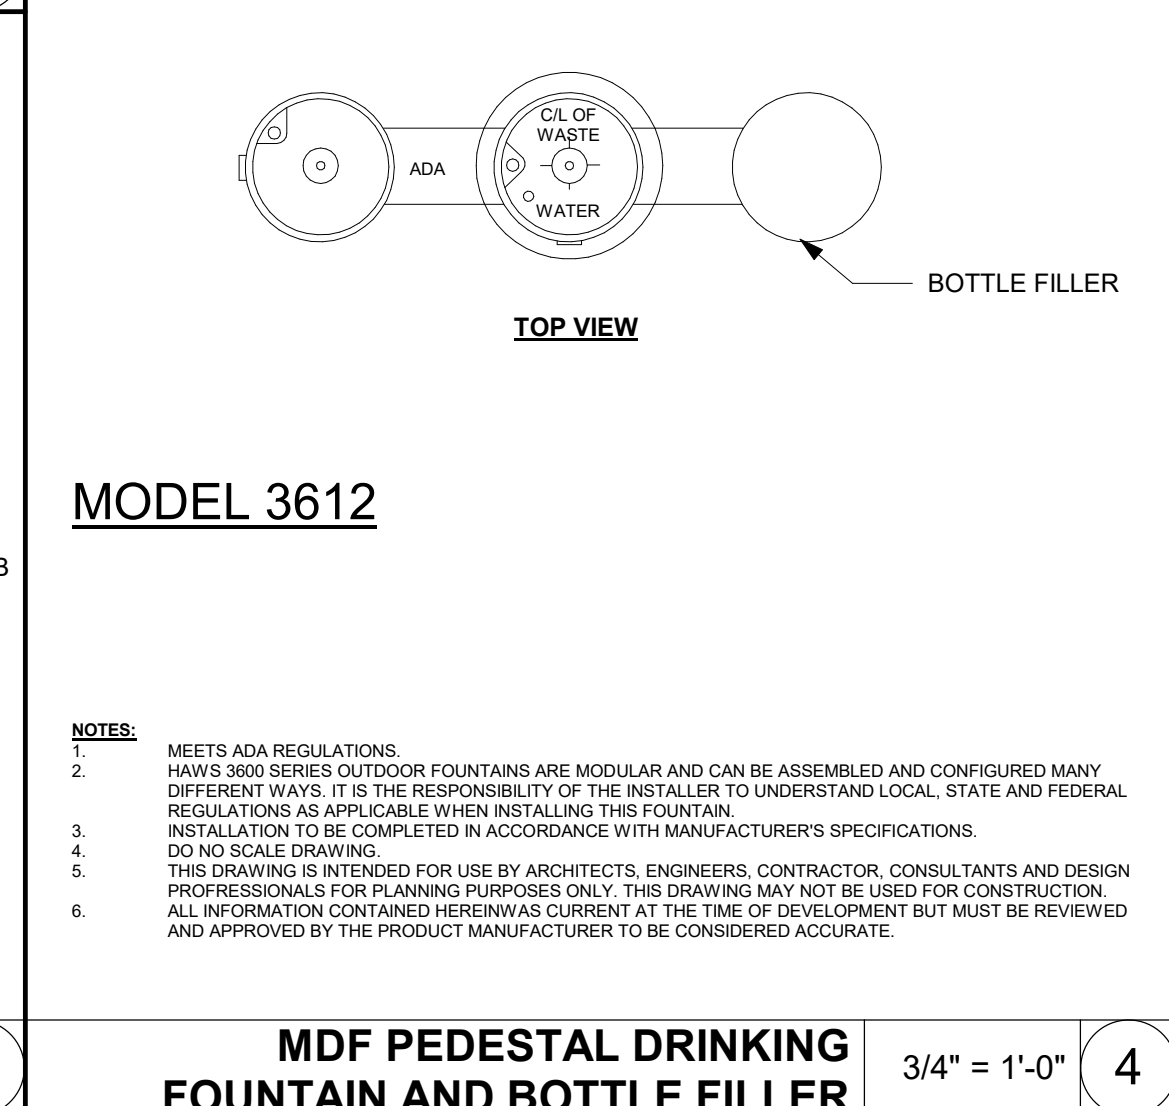 C/L OF
WASTE
ADA
WATER
BOTTLE FILLER
TOP VIEW
MODEL 3612
NOTES:
1. MEETS ADA REGULATIONS.
2. HAWS 3600 SERIES OUTDOOR FOUNTAINS ARE MODULAR AND CAN BE ASSEMBLED AND CONFIGURED MANY
DIFFERENT WAYS. IT IS THE RESPONSIBILITY OF THE INSTALLER TO UNDERSTAND LOCAL, STATE AND FEDERAL
REGULATIONS AS APPLICABLE WHEN INSTALLING THIS FOUNTAIN.
3. INSTALLATION TO BE COMPLETED IN ACCORDANCE WITH MANUFACTURER'S SPECIFICATIONS.
4. DO NO SCALE DRAWING.
5. THIS DRAWING IS INTENDED FOR USE BY ARCHITECTS, ENGINEERS, CONTRACTOR, CONSULTANTS AND DESIGN
PROFRESSIONALS FOR PLANNING PURPOSES ONLY. THIS DRAWING MAY NOT BE USED FOR CONSTRUCTION.
6. ALL INFORMATION CONTAINED HEREINWAS CURRENT AT THE TIME OF DEVELOPMENT BUT MUST BE REVIEWED
AND APPROVED BY THE PRODUCT MANUFACTURER TO BE CONSIDERED ACCURATE.
MDF PEDESTAL DRINKING
FOUNTAIN AND BOTTLE FILLER
3/4" = 1'-0"
4